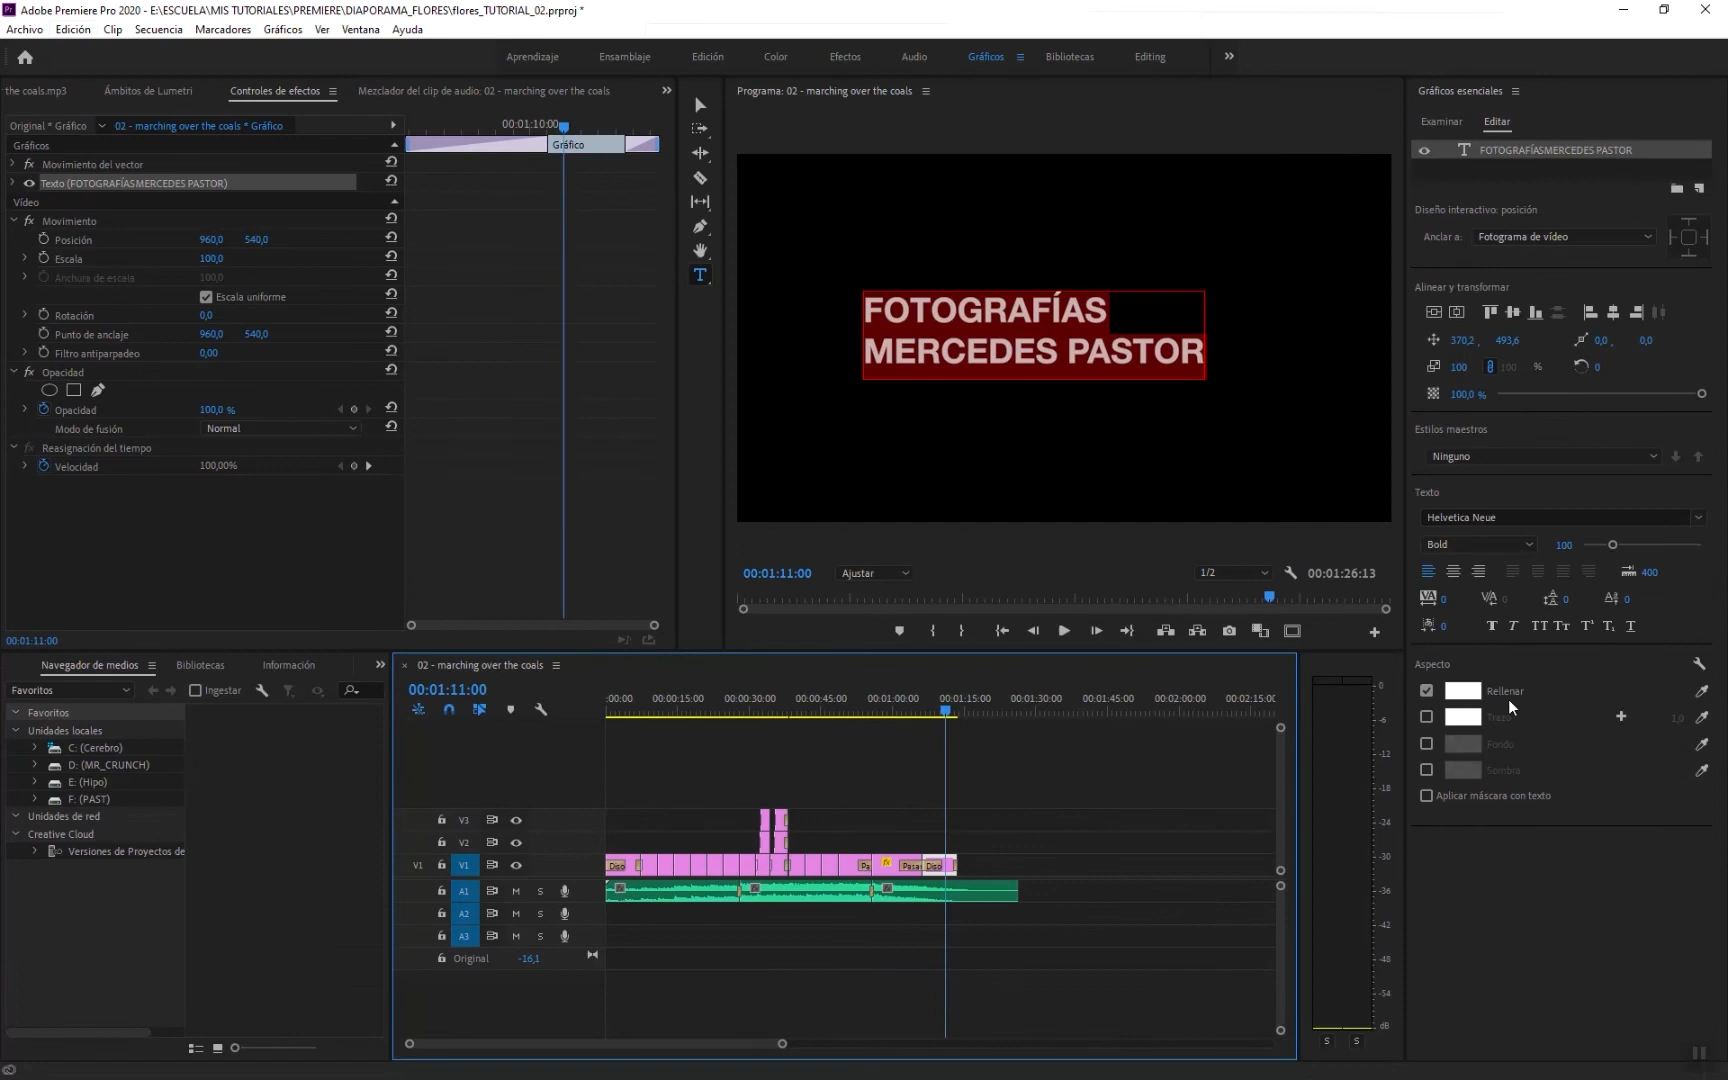 Adobe Premiere Pro 2020 - E:\ESCUELA\MIS TUTORIALES\PREMIERE\DIAPORAMA_FLORES\flores_TUTORIAL_02.prproj *
Archivo Edición Clip Secuencia Marcadores Gráficos Ver Ventana Ayuda
Aprendizaje Ensamblaje Edición Color Efectos Audio Gráficos Bibliotecas Editing
the coals.mp3 Ámbitos de Lumetri Controles de efectos Mezclador del clip de audio: 02 - marching over the coals
Original * Gráfico 02 - marching over the coals * Gráfico
00:01:10:00
Gráficos
Gráfico
fx Movimiento del vector
Texto (FOTOGRAFÍASMERCEDES PASTOR)
Vídeo
fx Movimiento
Posición 960,0 540,0
Escala 100,0
Anchura de escala 100,0
Escala uniforme
Rotación 0,0
Punto de anclaje 960,0 540,0
Filtro antiparpadeo 0,00
fx Opacidad
Opacidad 100,0 %
Modo de fusión Normal
fx Reasignación del tiempo
Velocidad 100,00%
00:01:11:00
Programa: 02 - marching over the coals
FOTOGRAFÍAS
MERCEDES PASTOR
00:01:11:00 Ajustar 1/2 00:01:26:13
Gráficos esenciales
Examinar Editar
T FOTOGRAFÍASMERCEDES PASTOR
Diseño interactivo: posición
Anclar a: Fotograma de vídeo
Alinear y transformar
370,2 , 493,6 0,0 , 0,0
100 100 % 0
100,0 %
Estilos maestros
Ninguno
Texto
Helvetica Neue
Bold 100
400
0 0 0 0
0 T T TT Tt T¹ T₁ T
Aspecto
Rellenar
Trazo 1,0
Fondo
Sombra
Aplicar máscara con texto
Navegador de medios Bibliotecas Información
Favoritos Ingestar
Favoritos
Unidades locales
C: (Cerebro)
D: (MR_CRUNCH)
E: (Hipo)
F: (PAST)
Unidades de red
Creative Cloud
Versiones de Proyectos de
02 - marching over the coals
00:01:11:00
:00:00 00:00:15:00 00:00:30:00 00:00:45:00 00:01:00:00 00:01:15:00 00:01:30:00 00:01:45:00 00:02:00:00 00:02:15:00
V3
V2
V1 V1 Diso Pa Pasa Diso
A1 M S
A2 M S
A3 M S
Original -16,1
0
-6
-12
-18
-24
-30
-36
-42
-48
-54
dB
S S